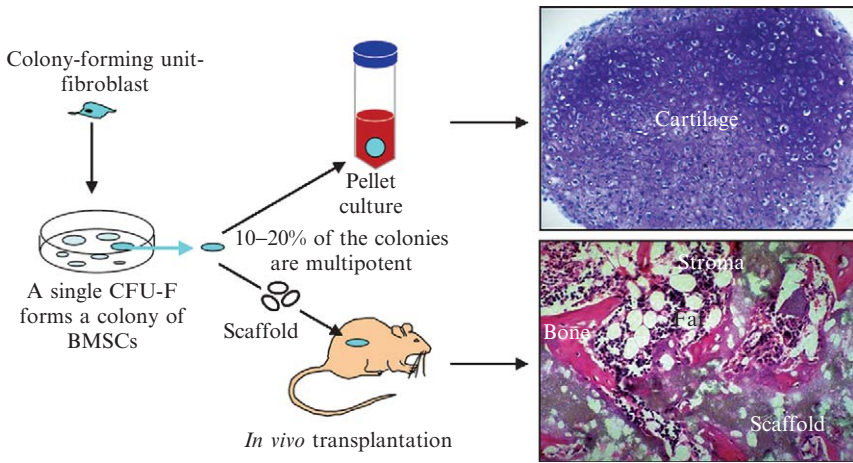 Colony-forming unit-
fibroblast
A single CFU-F
forms a colony of
BMSCs
10–20% of the colonies
are multipotent
Pellet
culture
Scaffold
In vivo transplantation
Cartilage
Stroma
Fat
Bone
Scaffold